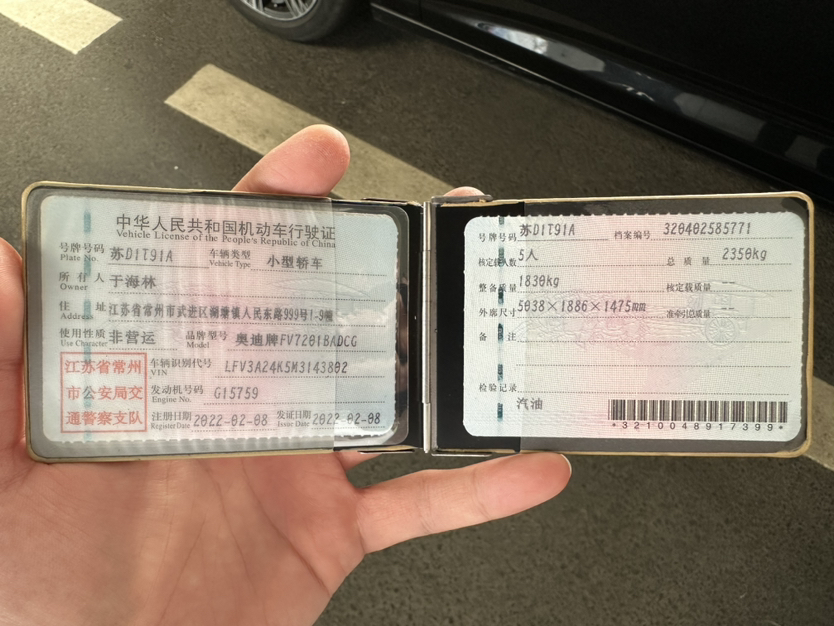 中华人民共和国机动车行驶证
Vehicle License of the People's Republic of China
号牌号码 苏D1T91A 车辆类型 小型轿车
Plate No. Vehicle Type
所有人 于海林
Owner
住址 江苏省常州市武进区湖塘镇人民东路999号1-9幢
Address
使用性质 非营运 品牌型号 奥迪牌FV7201BADCG
Use Character Model
江苏省常州
市公安局交
通警察支队
车辆识别代号 LFV3A24K5M3143802
VIN
发动机号码 G15759
Engine No.
注册日期 2022-02-08 发证日期 2022-02-08
Register Date Issue Date
号牌号码 苏D1T91A 档案编号 320402585771
核定载人数 5人 总质量 2350kg
整备质量 1830kg 核定载质量 --
外廓尺寸 5038×1886×1475mm 准牵引总质量 --
备注
检验记录
汽油
*3210048917399*